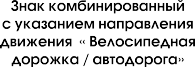 Знак комбинированный
с указанием направления
движения « Велосипедная
дорожка / автодорога»